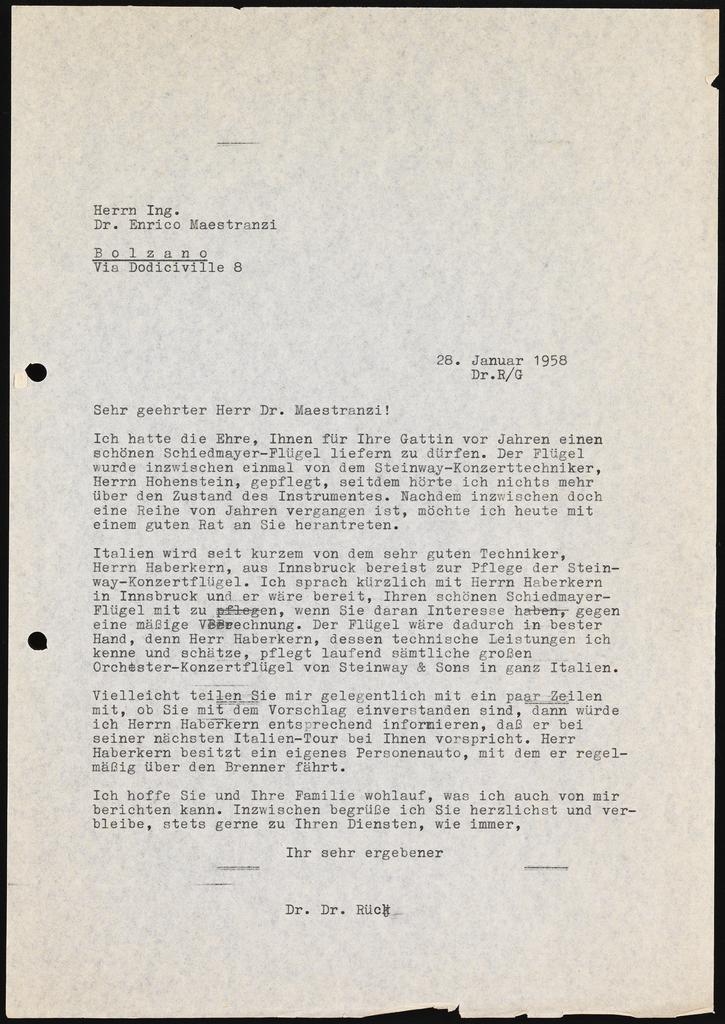 Herrn Ing.
Dr. Enrico Maestranzi
B o l z a n o
Via Dodiciville 8
28. Januar 1958
Dr.R/G
Sehr geehrter Herr Dr. Maestranzi!
Ich hatte die Ehre, Ihnen für Ihre Gattin vor Jahren einen
schönen Schiedmayer-Flügel liefern zu dürfen. Der Flügel
wurde inzwischen einmal von dem Steinway-Konzerttechniker,
Herrn Hohenstein, gepflegt, seitdem hörte ich nichts mehr
über den Zustand des Instrumentes. Nachdem inzwischen doch
eine Reihe von Jahren vergangen ist, möchte ich heute mit
einem guten Rat an Sie herantreten.
Italien wird seit kurzem von dem sehr guten Techniker,
Herrn Haberkern, aus Innsbruck bereist zur Pflege der Stein-
way-Konzertflügel. Ich sprach kürzlich mit Herrn Haberkern
in Innsbruck und er wäre bereit, Ihren schönen Schiedmayer-
Flügel mit zu pflegen, wenn Sie daran Interesse haben, gegen
eine mäßige Verechnung. Der Flügel wäre dadurch in bester
Hand, denn Herr Haberkern, dessen technische Leistungen ich
kenne und schätze, pflegt laufend sämtliche großen
Orchester-Konzertflügel von Steinway & Sons in ganz Italien.
Vielleicht teilen Sie mir gelegentlich mit ein paar Zeilen
mit, ob Sie mit dem Vorschlag einverstanden sind, dann würde
ich Herrn Haberkern entsprechend informieren, daß er bei
seiner nächsten Italien-Tour bei Ihnen vorspricht. Herr
Haberkern besitzt ein eigenes Personenauto, mit dem er regel-
mäßig über den Brenner fährt.
Ich hoffe Sie und Ihre Familie wohlauf, was ich auch von mir
berichten kann. Inzwischen begrüße ich Sie herzlichst und ver-
bleibe, stets gerne zu Ihren Diensten, wie immer,
Ihr sehr ergebener
Dr. Dr. Rück